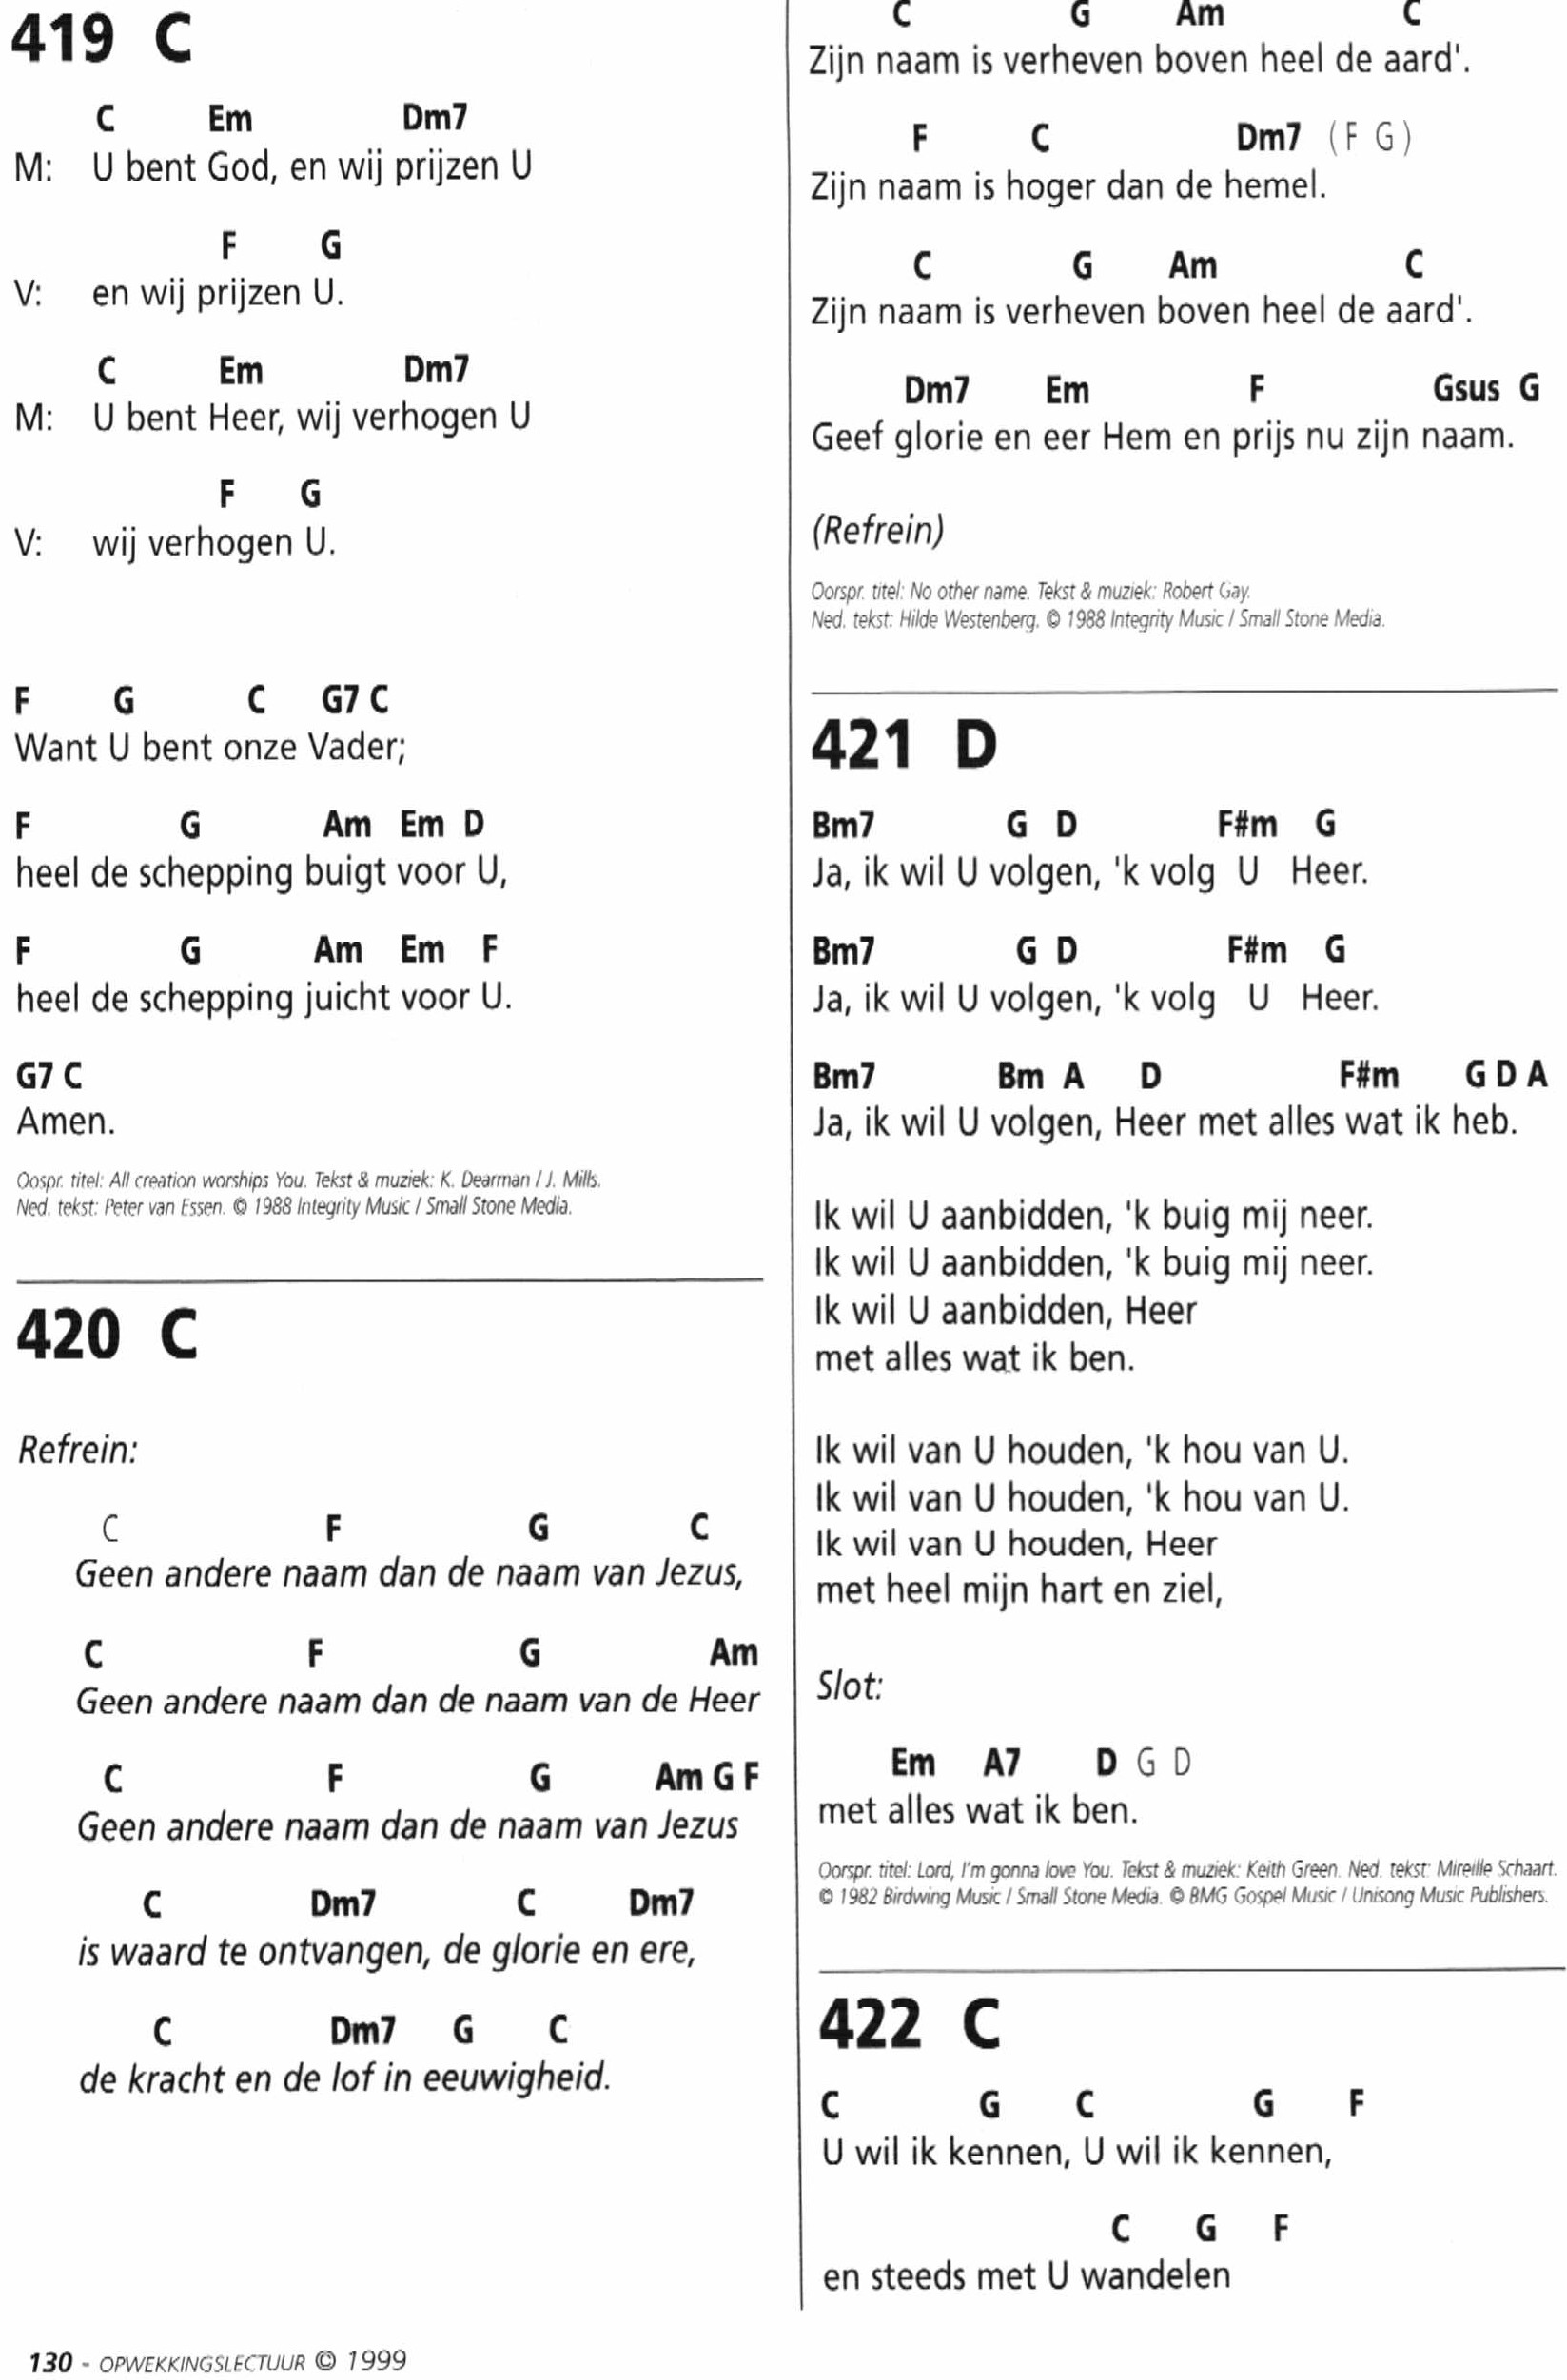 419 C
C Em Dm7
M: U bent God, en wij prijzen U
F G
V: en wij prijzen U.
C Em Dm7
M: U bent Heer, wij verhogen U
F G
V: wij verhogen U.
F G C G7 C
Want U bent onze Vader;
F G Am Em D
heel de schepping buigt voor U,
F G Am Em F
heel de schepping juicht voor U.
G7 C
Amen.
Oospr. titel: All creation worships You. Tekst & muziek: K. Dearman / J. Mills.
Ned. tekst: Peter van Essen. © 1988 Integrity Music / Small Stone Media.
420 C
Refrein:
C F G C
Geen andere naam dan de naam van Jezus,
C F G Am
Geen andere naam dan de naam van de Heer
C F G Am G F
Geen andere naam dan de naam van Jezus
C Dm7 C Dm7
is waard te ontvangen, de glorie en ere,
C Dm7 G C
de kracht en de lof in eeuwigheid.
C G Am C
Zijn naam is verheven boven heel de aard'.
F C Dm7 (F G)
Zijn naam is hoger dan de hemel.
C G Am C
Zijn naam is verheven boven heel de aard'.
Dm7 Em F Gsus G
Geef glorie en eer Hem en prijs nu zijn naam.
(Refrein)
Oorspr. titel: No other name. Tekst & muziek: Robert Gay.
Ned. tekst: Hilde Westenberg. © 1988 Integrity Music / Small Stone Media.
421 D
Bm7 G D F#m G
Ja, ik wil U volgen, 'k volg U Heer.
Bm7 G D F#m G
Ja, ik wil U volgen, 'k volg U Heer.
Bm7 Bm A D F#m G D A
Ja, ik wil U volgen, Heer met alles wat ik heb.
Ik wil U aanbidden, 'k buig mij neer.
Ik wil U aanbidden, 'k buig mij neer.
Ik wil U aanbidden, Heer
met alles wat ik ben.
Ik wil van U houden, 'k hou van U.
Ik wil van U houden, 'k hou van U.
Ik wil van U houden, Heer
met heel mijn hart en ziel,
Slot:
Em A7 D G D
met alles wat ik ben.
Oorspr. titel: Lord, I'm gonna love You. Tekst & muziek: Keith Green. Ned. tekst: Mireille Schaart.
© 1982 Birdwing Music / Small Stone Media. © BMG Gospel Music / Unisong Music Publishers.
422 C
C G C G F
U wil ik kennen, U wil ik kennen,
C G F
en steeds met U wandelen
130 - OPWEKKINGSLECTUUR © 1999